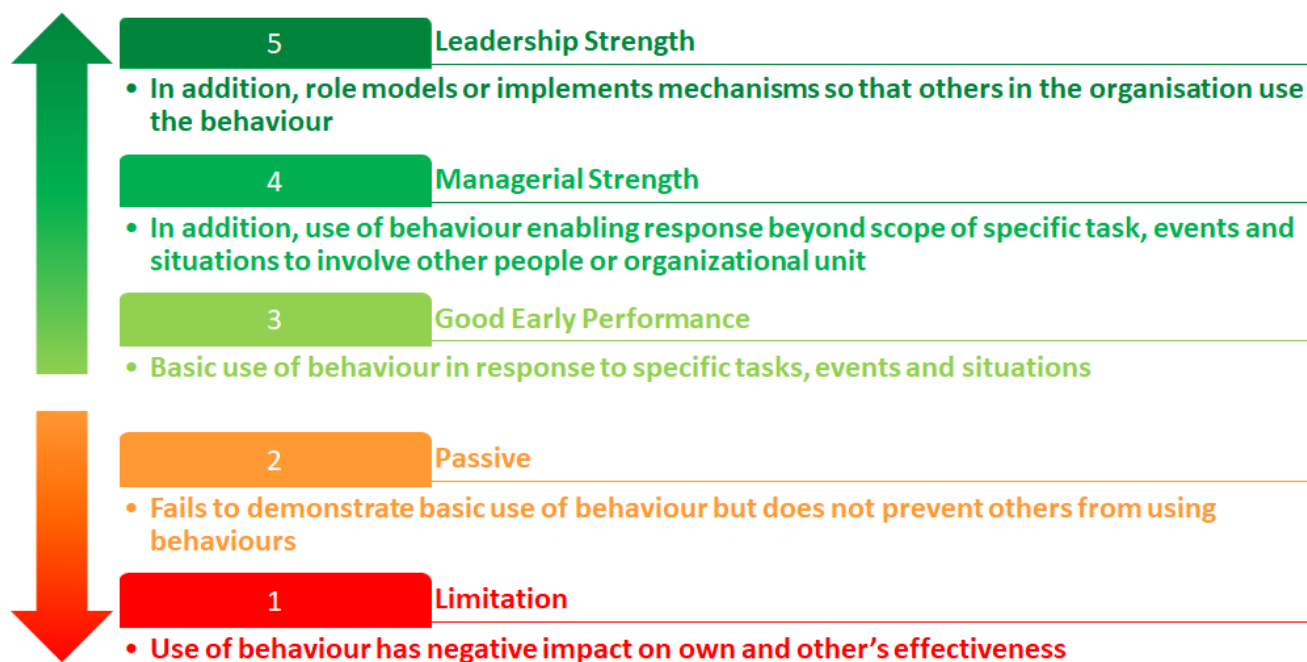 5 Leadership Strength
• In addition, role models or implements mechanisms so that others in the organisation use
the behaviour
4 Managerial Strength
• In addition, use of behaviour enabling response beyond scope of specific task, events and
situations to involve other people or organizational unit
3 Good Early Performance
• Basic use of behaviour in response to specific tasks, events and situations
2 Passive
• Fails to demonstrate basic use of behaviour but does not prevent others from using
behaviours
1 Limitation
• Use of behaviour has negative impact on own and other's effectiveness